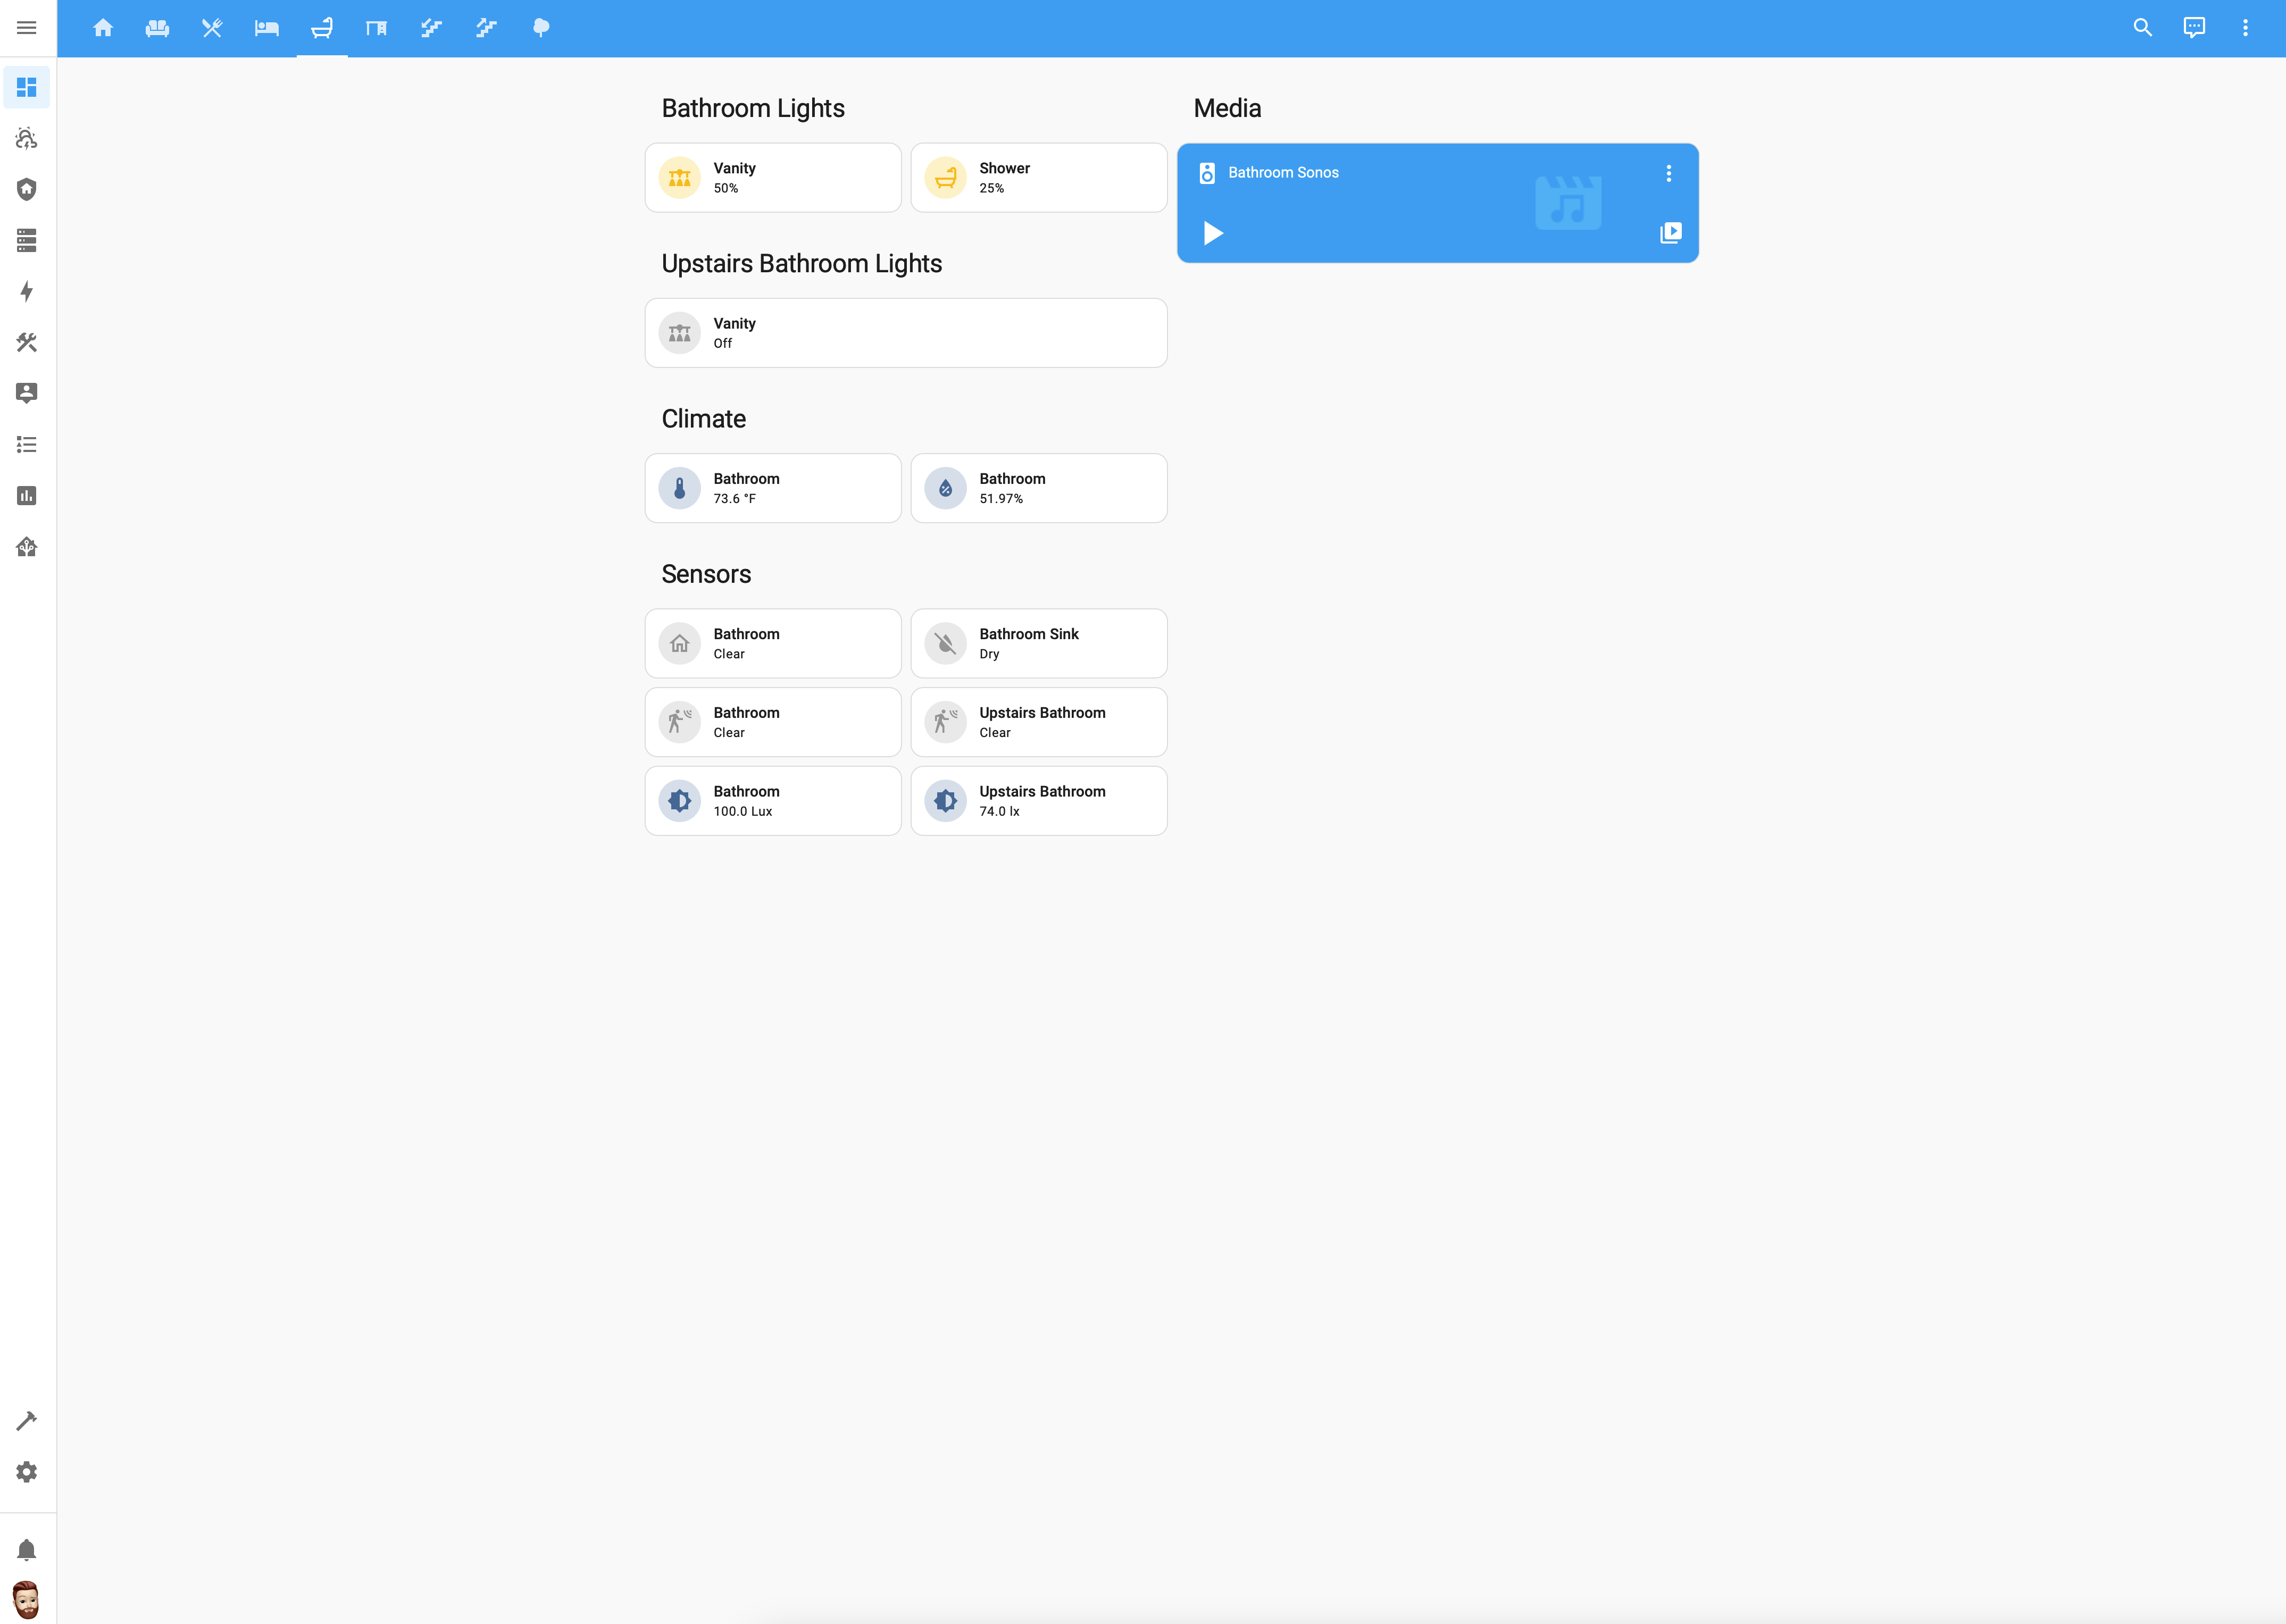 Bathroom Lights
Vanity
50%
Shower
25%
Upstairs Bathroom Lights
Vanity
Off
Climate
Bathroom
73.6 °F
Bathroom
51.97%
Sensors
Bathroom
Clear
Bathroom Sink
Dry
Bathroom
Clear
Upstairs Bathroom
Clear
Bathroom
100.0 Lux
Upstairs Bathroom
74.0 lx
Media
Bathroom Sonos